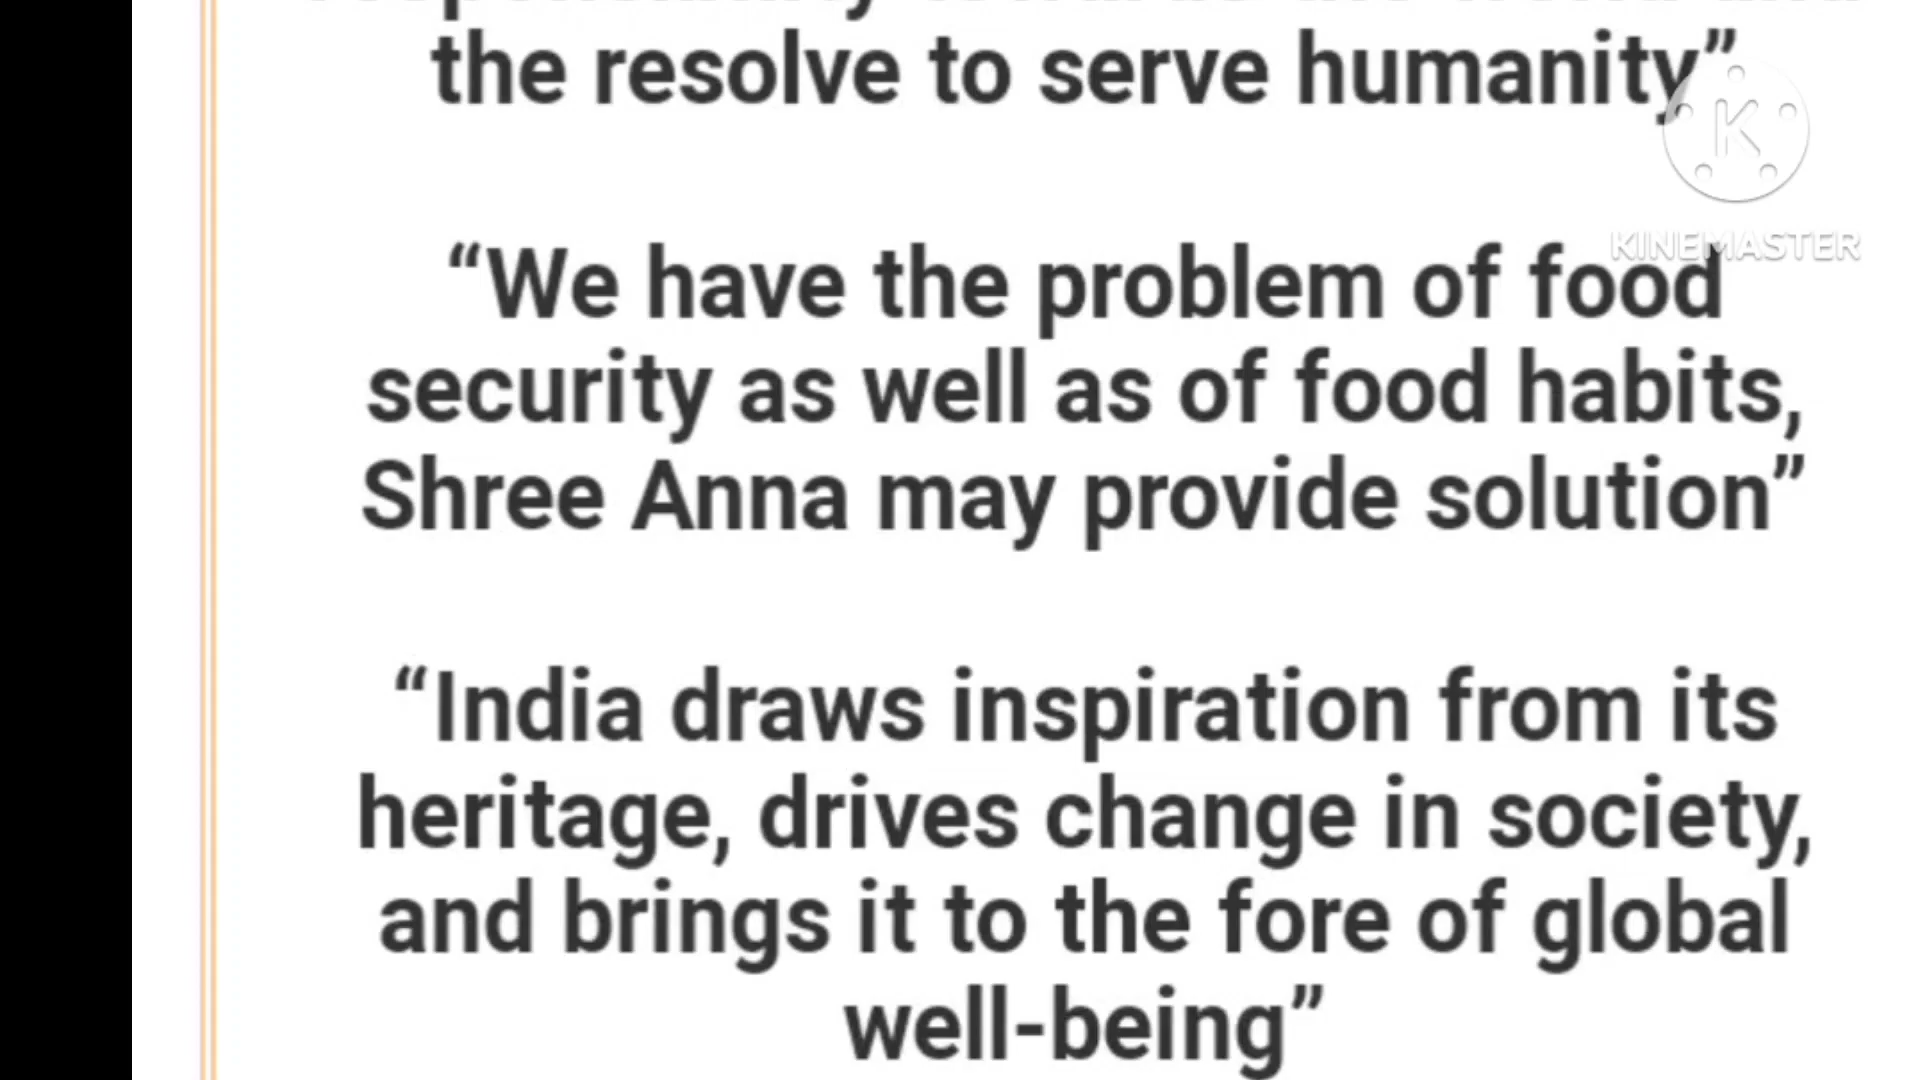 the resolve to serve humanity”
K
KINEMASTER
“We have the problem of food
security as well as of food habits,
Shree Anna may provide solution”
“India draws inspiration from its
heritage, drives change in society,
and brings it to the fore of global
well-being”